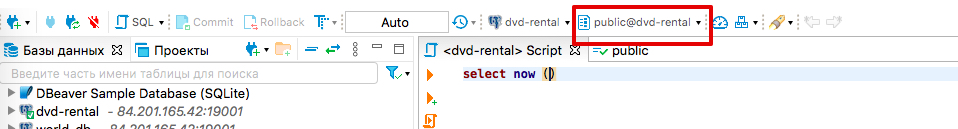 SQL Commit Rollback Auto dvd-rental public@dvd-rental
Базы данных Проекты
<dvd-rental> Script public
Введите часть имени таблицы для поиска
select now ()
DBeaver Sample Database (SQLite)
dvd-rental - 84.201.165.42:19001
world_db - 84.201.165.42:19001